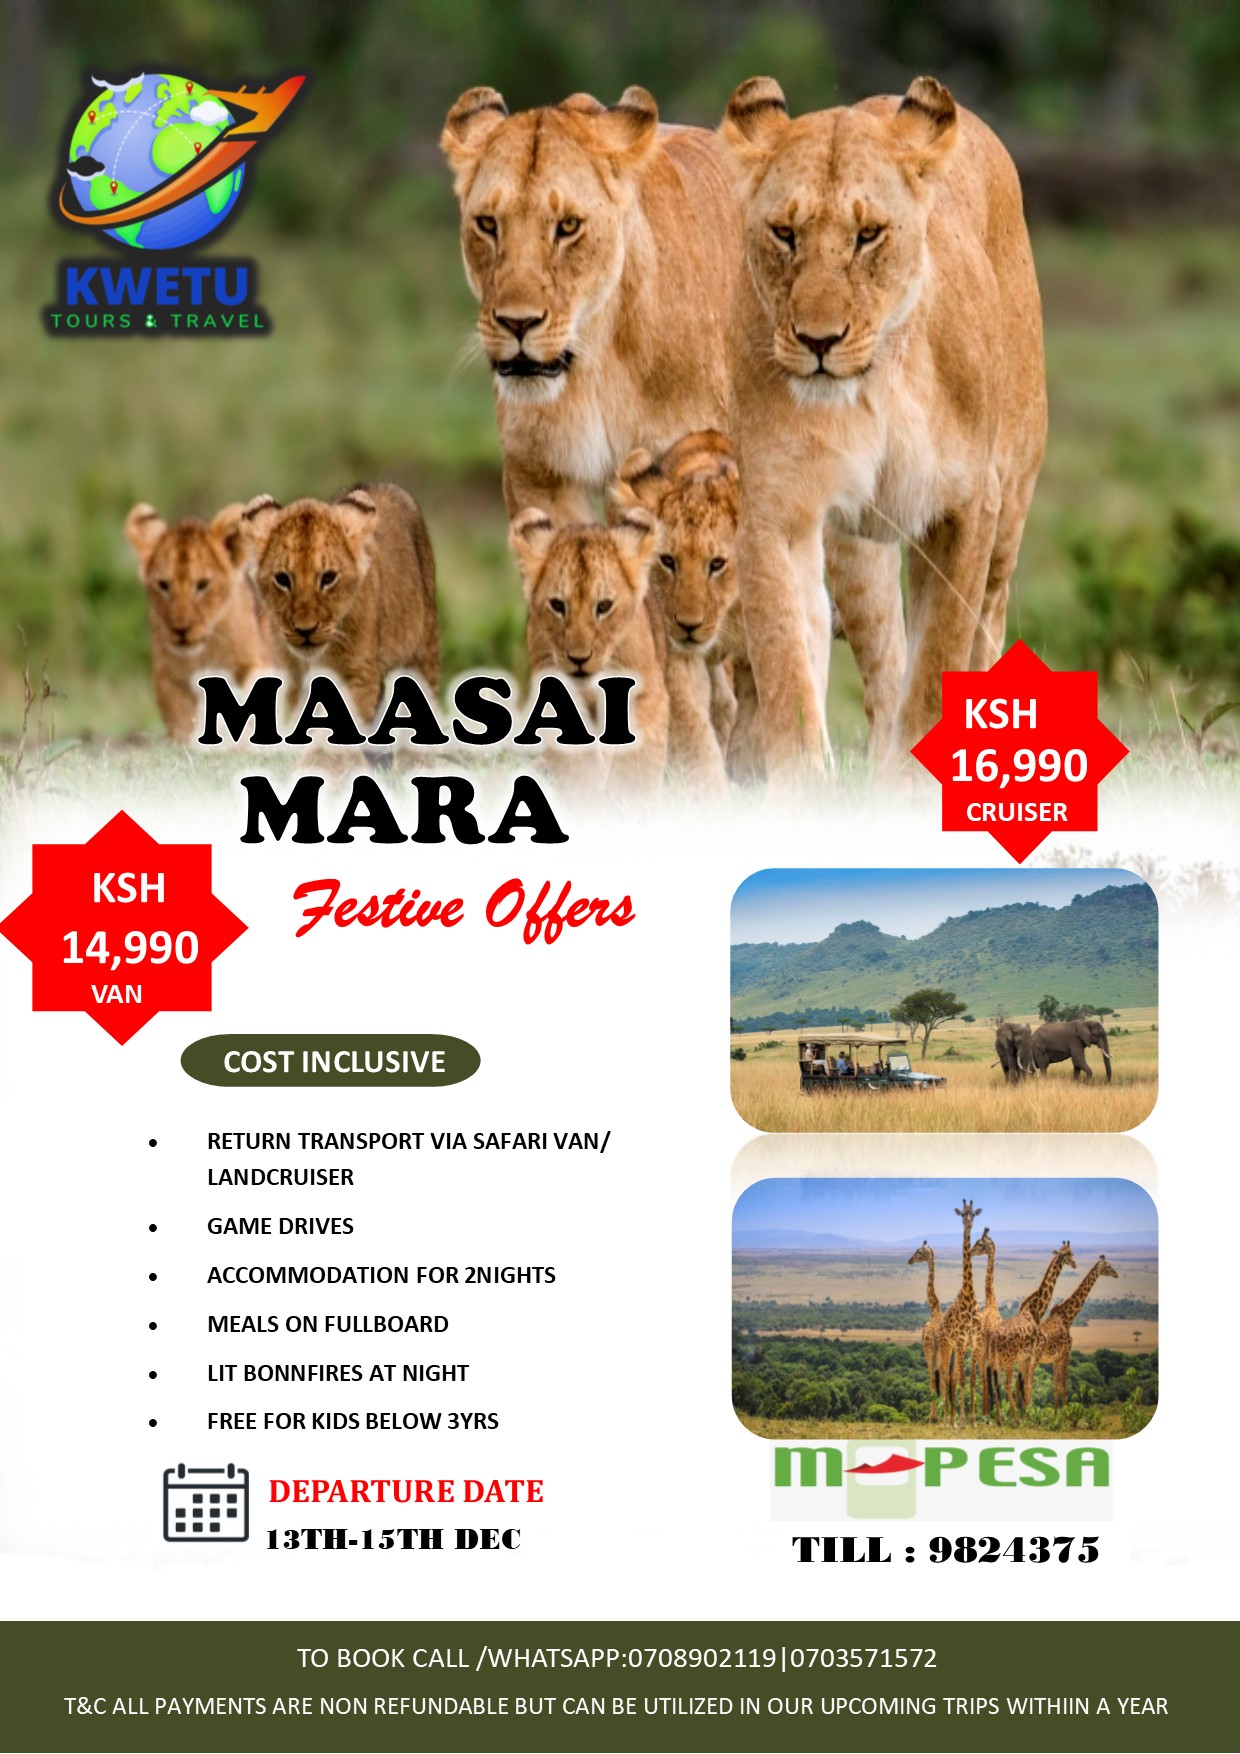 KWETU
TOURS & TRAVEL
MAASAI
MARA
Festive Offers
KSH
16,990
CRUISER
KSH
14,990
VAN
COST INCLUSIVE
• RETURN TRANSPORT VIA SAFARI VAN/
LANDCRUISER
• GAME DRIVES
• ACCOMMODATION FOR 2NIGHTS
• MEALS ON FULLBOARD
• LIT BONNFIRES AT NIGHT
• FREE FOR KIDS BELOW 3YRS
DEPARTURE DATE
13TH-15TH DEC
M-PESA
TILL : 9824375
TO BOOK CALL /WHATSAPP:0708902119|0703571572
T&C ALL PAYMENTS ARE NON REFUNDABLE BUT CAN BE UTILIZED IN OUR UPCOMING TRIPS WITHIIN A YEAR